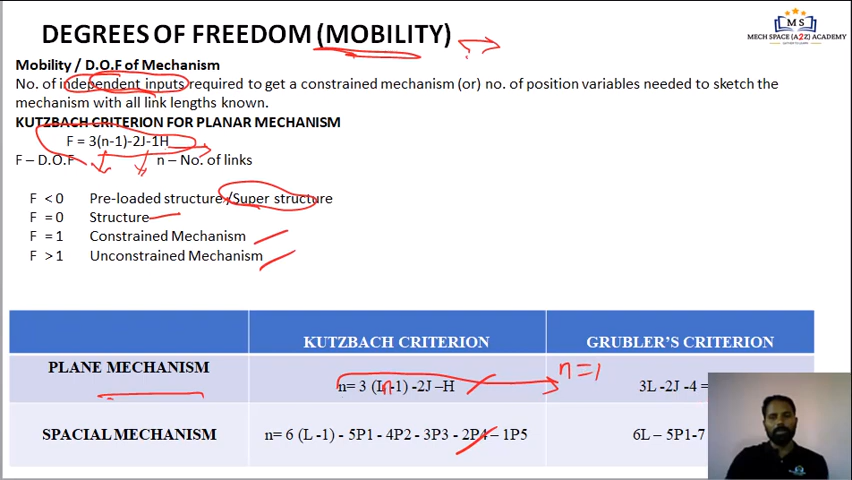 DEGREES OF FREEDOM (MOBILITY)
MS
MECH SPACE (A2Z) ACADEMY
Mobility / D.O.F of Mechanism
No. of independent inputs required to get a constrained mechanism (or) no. of position variables needed to sketch the
mechanism with all link lengths known.
KUTZBACH CRITERION FOR PLANAR MECHANISM
F = 3(n-1)-2J-1H
F – D.O.F n – No. of links
F < 0 Pre-loaded structure /Super structure
F = 0 Structure
F = 1 Constrained Mechanism
F > 1 Unconstrained Mechanism
KUTZBACH CRITERION GRUBLER'S CRITERION
PLANE MECHANISM n= 3 (L -1) -2J –H n =1 3L -2J -4 =
n
SPACIAL MECHANISM n= 6 (L -1) - 5P1 - 4P2 - 3P3 - 2P4 – 1P5 6L – 5P1-7